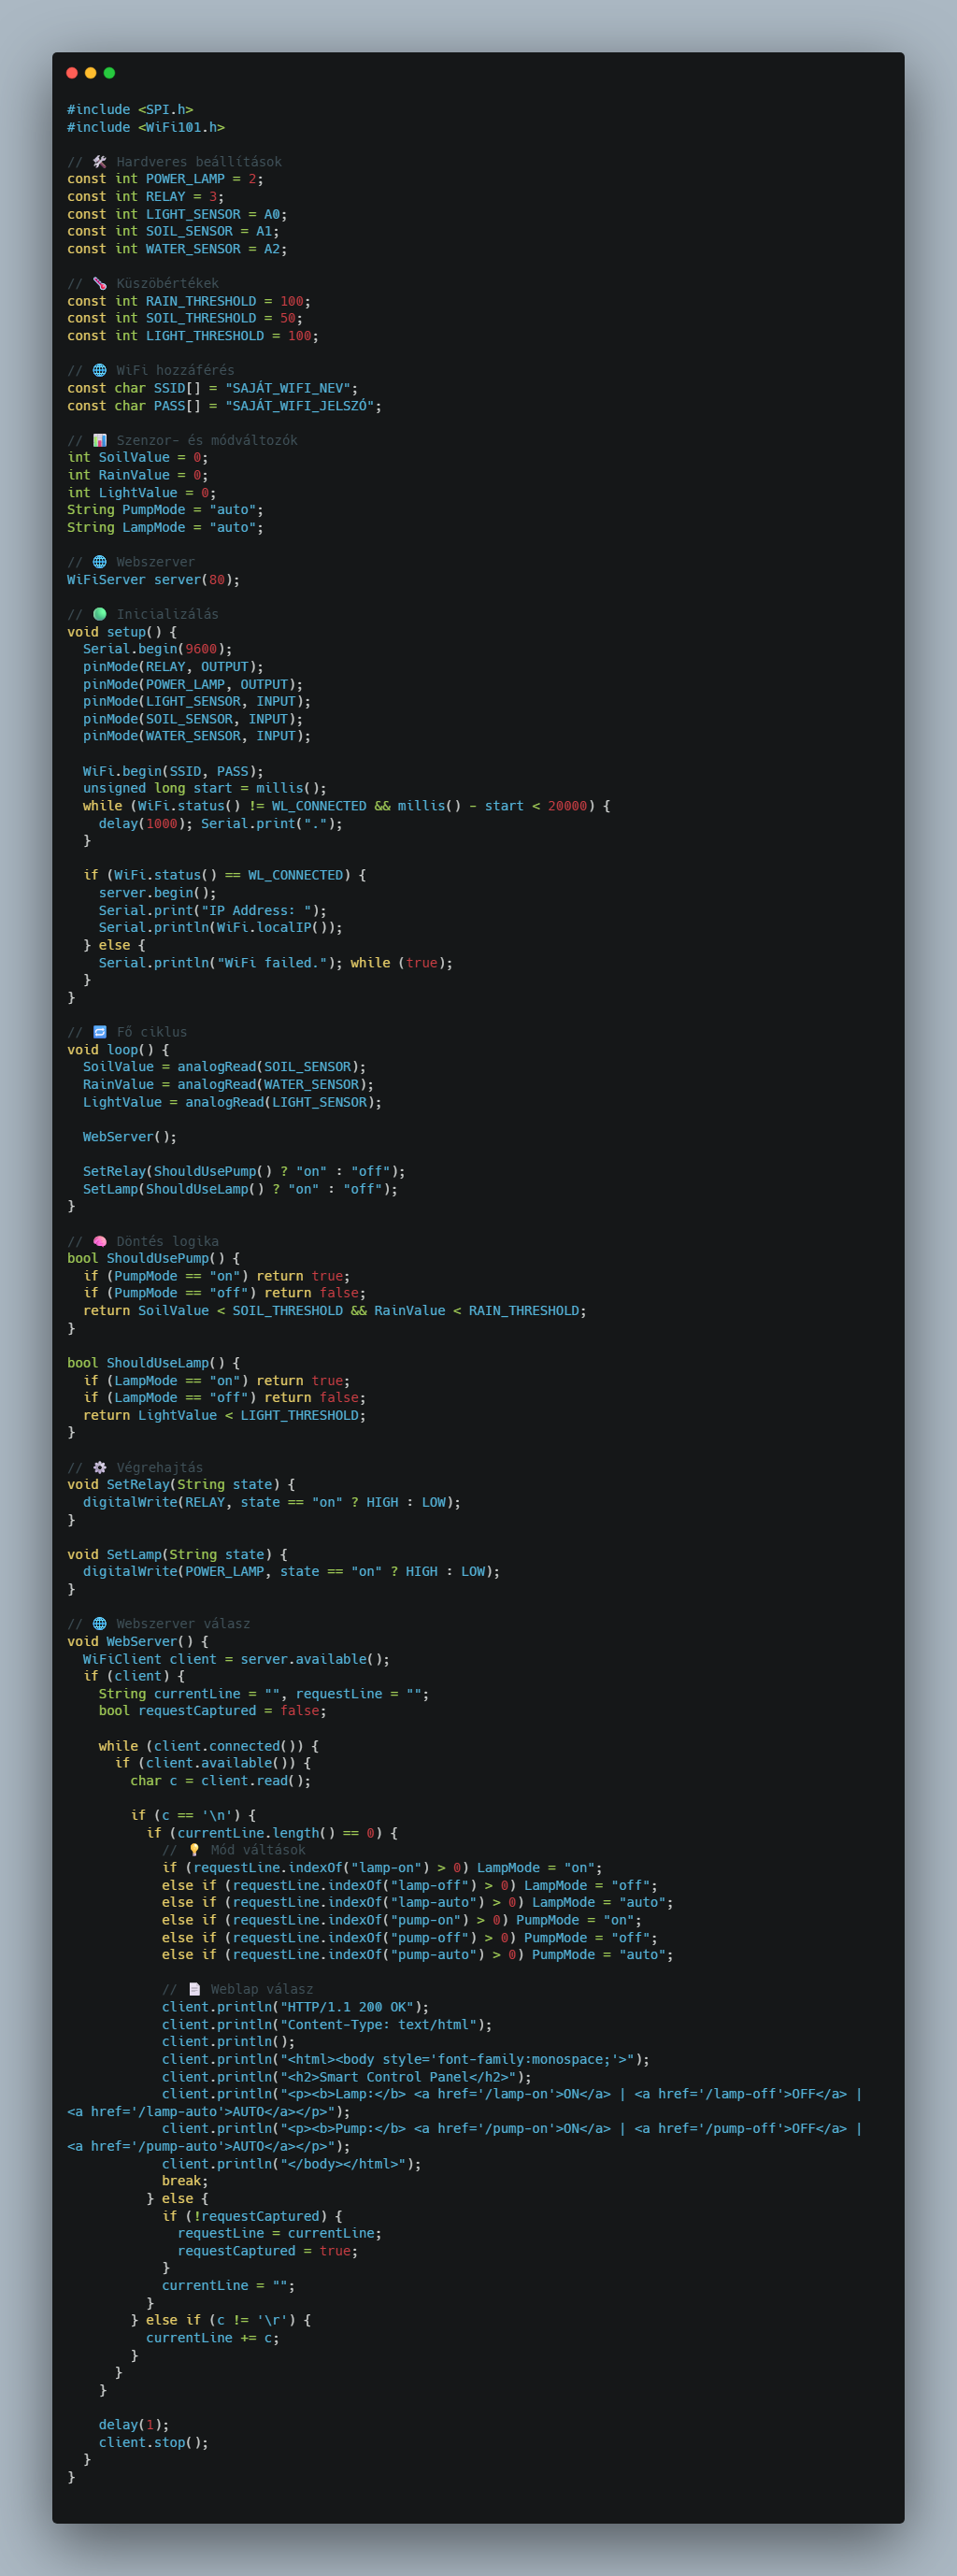 #include <SPI.h>
#include <WiFi101.h>

// 🛠 Hardveres beállítások
const int POWER_LAMP = 2;
const int RELAY = 3;
const int LIGHT_SENSOR = A0;
const int SOIL_SENSOR = A1;
const int WATER_SENSOR = A2;

// 🌡 Küszöbértékek
const int RAIN_THRESHOLD = 100;
const int SOIL_THRESHOLD = 50;
const int LIGHT_THRESHOLD = 100;

// 🌐 WiFi hozzáférés
const char SSID[] = "SAJÁT_WIFI_NEV";
const char PASS[] = "SAJÁT_WIFI_JELSZÓ";

// 📊 Szenzor- és módváltozók
int SoilValue = 0;
int RainValue = 0;
int LightValue = 0;
String PumpMode = "auto";
String LampMode = "auto";

// 🌐 Webszerver
WiFiServer server(80);

// 🟢 Inicializálás
void setup() {
  Serial.begin(9600);
  pinMode(RELAY, OUTPUT);
  pinMode(POWER_LAMP, OUTPUT);
  pinMode(LIGHT_SENSOR, INPUT);
  pinMode(SOIL_SENSOR, INPUT);
  pinMode(WATER_SENSOR, INPUT);

  WiFi.begin(SSID, PASS);
  unsigned long start = millis();
  while (WiFi.status() != WL_CONNECTED && millis() - start < 20000) {
    delay(1000); Serial.print(".");
  }

  if (WiFi.status() == WL_CONNECTED) {
    server.begin();
    Serial.print("IP Address: ");
    Serial.println(WiFi.localIP());
  } else {
    Serial.println("WiFi failed."); while (true);
  }
}

// 🔁 Fő ciklus
void loop() {
  SoilValue = analogRead(SOIL_SENSOR);
  RainValue = analogRead(WATER_SENSOR);
  LightValue = analogRead(LIGHT_SENSOR);

  WebServer();

  SetRelay(ShouldUsePump() ? "on" : "off");
  SetLamp(ShouldUseLamp() ? "on" : "off");
}

// 🧠 Döntés logika
bool ShouldUsePump() {
  if (PumpMode == "on") return true;
  if (PumpMode == "off") return false;
  return SoilValue < SOIL_THRESHOLD && RainValue < RAIN_THRESHOLD;
}

bool ShouldUseLamp() {
  if (LampMode == "on") return true;
  if (LampMode == "off") return false;
  return LightValue < LIGHT_THRESHOLD;
}

// ⚙ Végrehajtás
void SetRelay(String state) {
  digitalWrite(RELAY, state == "on" ? HIGH : LOW);
}

void SetLamp(String state) {
  digitalWrite(POWER_LAMP, state == "on" ? HIGH : LOW);
}

// 🌐 Webszerver válasz
void WebServer() {
  WiFiClient client = server.available();
  if (client) {
    String currentLine = "", requestLine = "";
    bool requestCaptured = false;

    while (client.connected()) {
      if (client.available()) {
        char c = client.read();

        if (c == '\n') {
          if (currentLine.length() == 0) {
            // 💡 Mód váltások
            if (requestLine.indexOf("lamp-on") > 0) LampMode = "on";
            else if (requestLine.indexOf("lamp-off") > 0) LampMode = "off";
            else if (requestLine.indexOf("lamp-auto") > 0) LampMode = "auto";
            else if (requestLine.indexOf("pump-on") > 0) PumpMode = "on";
            else if (requestLine.indexOf("pump-off") > 0) PumpMode = "off";
            else if (requestLine.indexOf("pump-auto") > 0) PumpMode = "auto";

            // 📄 Weblap válasz
            client.println("HTTP/1.1 200 OK");
            client.println("Content-Type: text/html");
            client.println();
            client.println("<html><body style='font-family:monospace;'>");
            client.println("<h2>Smart Control Panel</h2>");
            client.println("<p><b>Lamp:</b> <a href='/lamp-on'>ON</a> | <a href='/lamp-off'>OFF</a> |
<a href='/lamp-auto'>AUTO</a></p>");
            client.println("<p><b>Pump:</b> <a href='/pump-on'>ON</a> | <a href='/pump-off'>OFF</a> |
<a href='/pump-auto'>AUTO</a></p>");
            client.println("</body></html>");
            break;
          } else {
            if (!requestCaptured) {
              requestLine = currentLine;
              requestCaptured = true;
            }
            currentLine = "";
          }
        } else if (c != '\r') {
          currentLine += c;
        }
      }
    }

    delay(1);
    client.stop();
  }
}